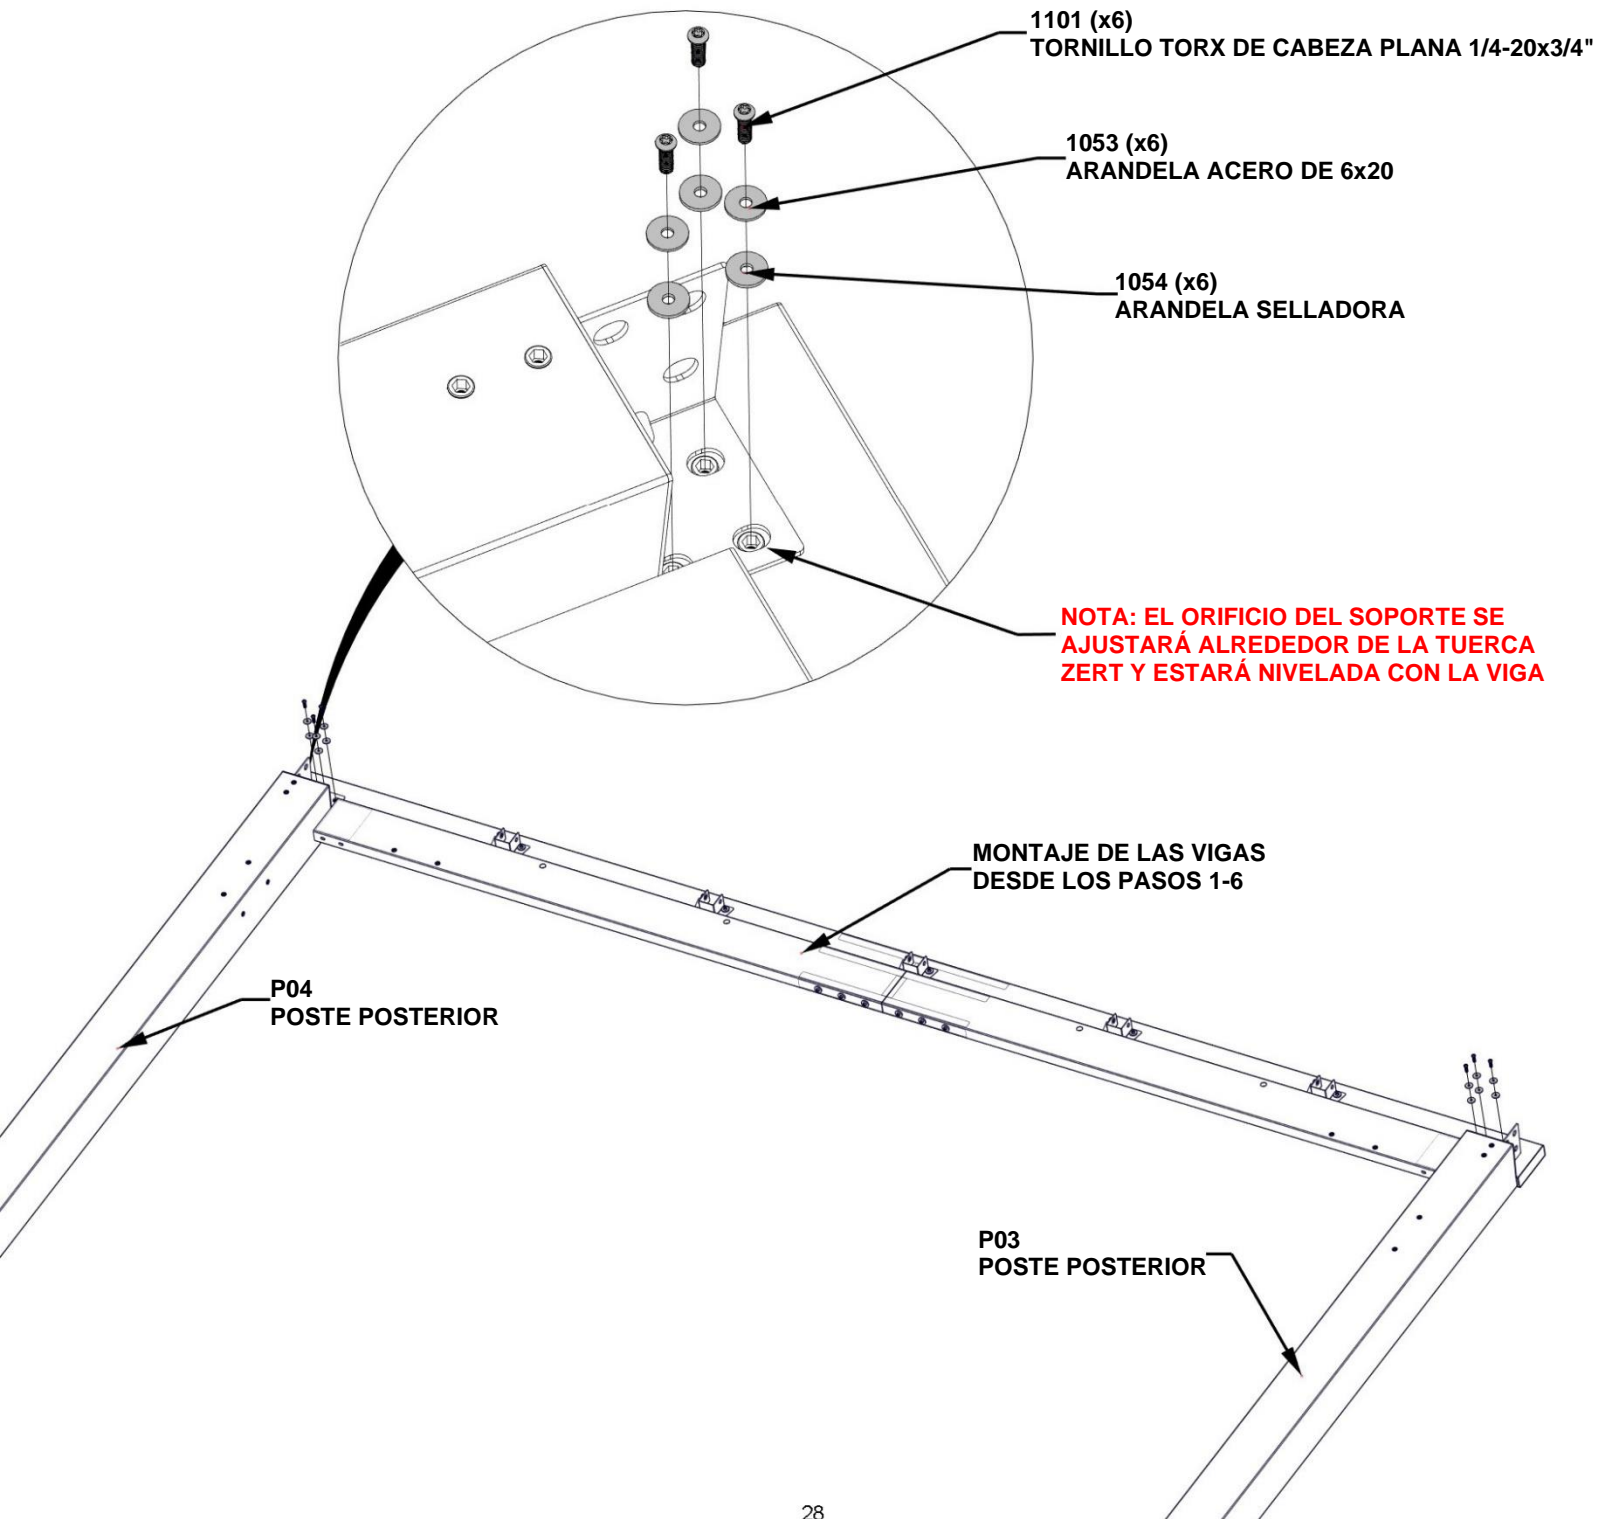 1101 (x6)
TORNILLO TORX DE CABEZA PLANA 1/4-20x3/4"
1053 (x6)
ARANDELA ACERO DE 6x20
1054 (x6)
ARANDELA SELLADORA
NOTA: EL ORIFICIO DEL SOPORTE SE
AJUSTARÁ ALREDEDOR DE LA TUERCA
ZERT Y ESTARÁ NIVELADA CON LA VIGA
MONTAJE DE LAS VIGAS
DESDE LOS PASOS 1-6
P04
POSTE POSTERIOR
P03
POSTE POSTERIOR
28